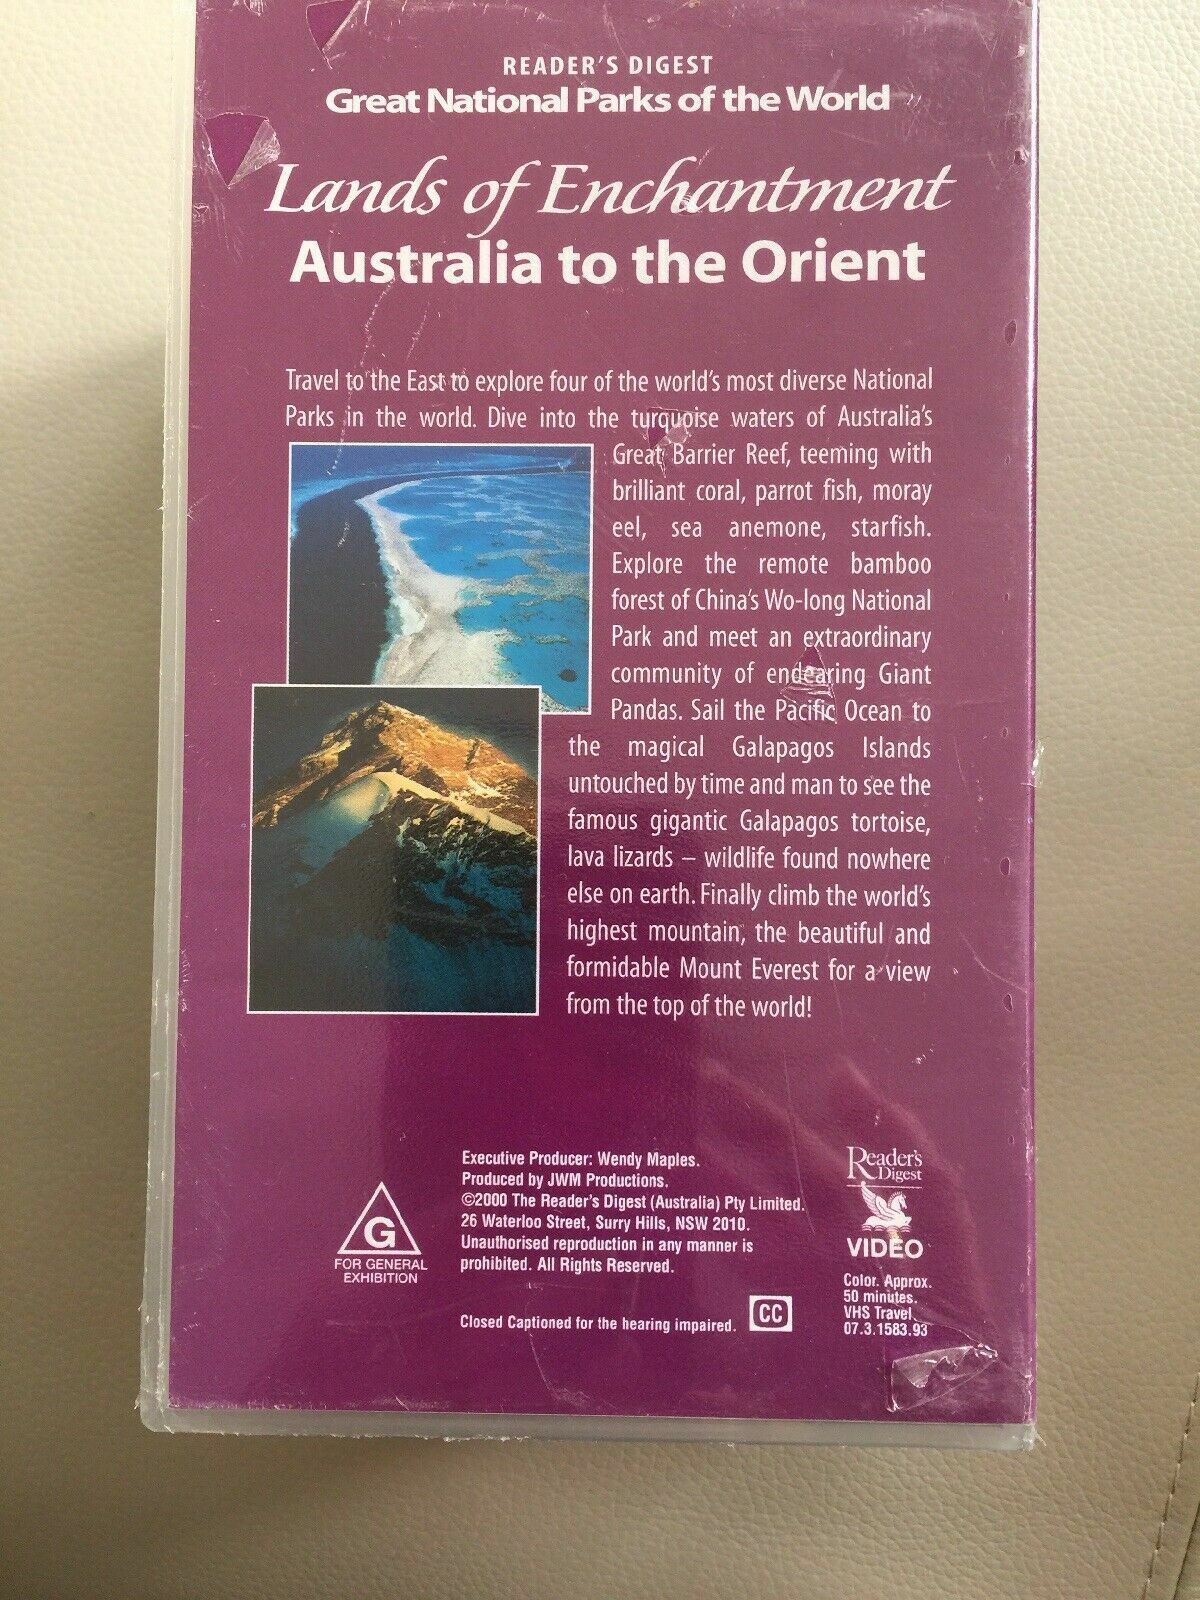 READER'S DIGEST
Great National Parks of the World
Lands of Enchantment
Australia to the Orient
Travel to the East to explore four of the world's most diverse National
Parks in the world. Dive into the turquoise waters of Australia's
Great Barrier Reef, teeming with
brilliant coral, parrot fish, moray
eel, sea anemone, starfish.
Explore the remote bamboo
forest of China's Wo-long National
Park and meet an extraordinary
community of endearing Giant
Pandas. Sail the Pacific Ocean to
the magical Galapagos Islands
untouched by time and man to see the
famous gigantic Galapagos tortoise,
lava lizards – wildlife found nowhere
else on earth. Finally climb the world's
highest mountain, the beautiful and
formidable Mount Everest for a view
from the top of the world!
G
FOR GENERAL
EXHIBITION
Executive Producer: Wendy Maples.
Produced by JWM Productions.
©2000 The Reader's Digest (Australia) Pty Limited.
26 Waterloo Street, Surry Hills, NSW 2010.
Unauthorised reproduction in any manner is
prohibited. All Rights Reserved.
Closed Captioned for the hearing impaired.
CC
Reader's
Digest
VIDEO
Color. Approx.
50 minutes.
VHS Travel.
07.3.1583.93